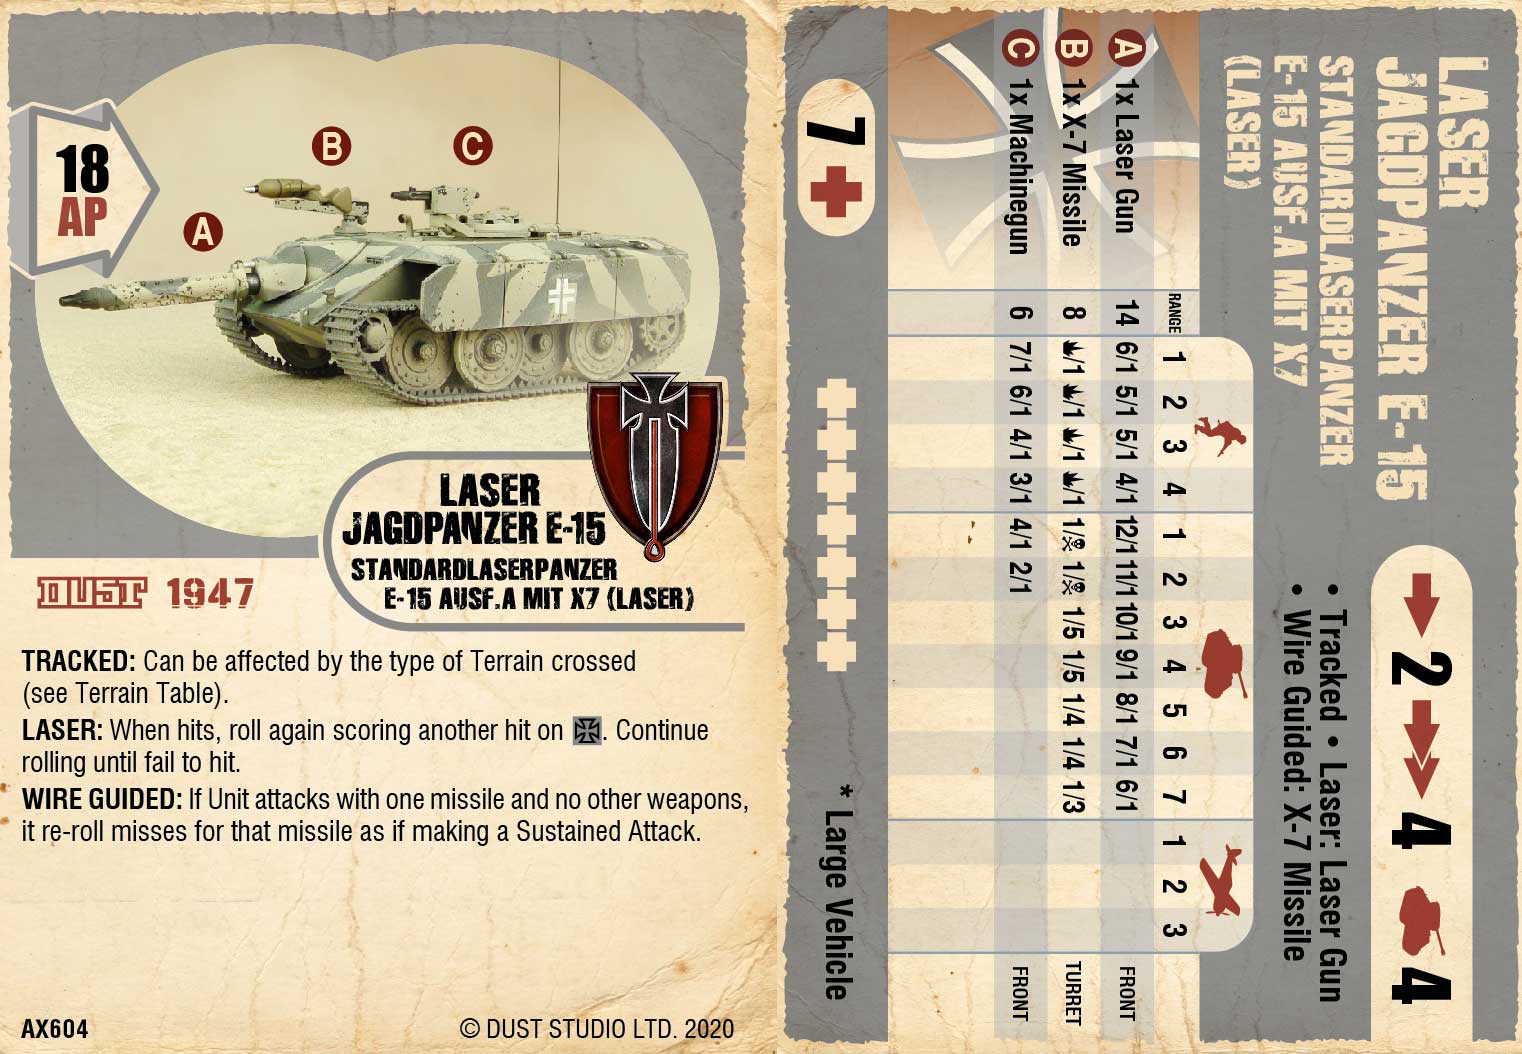 18
AP
A
B
C
LASER
JAGDPANZER E-15
STANDARDLASERPANZER
E-15 AUSF.A MIT X7 (LASER)
DUST 1947
TRACKED: Can be affected by the type of Terrain crossed
(see Terrain Table).
LASER: When hits, roll again scoring another hit on . Continue
rolling until fail to hit.
WIRE GUIDED: If Unit attacks with one missile and no other weapons,
it re-roll misses for that missile as if making a Sustained Attack.
AX604
© DUST STUDIO LTD. 2020
LASER
JAGDPANZER E-15
STANDARDLASERPANZER
E-15 AUSF.A MIT X7
(LASER)
2 4 4
• Tracked • Laser: Laser Gun
• Wire Guided: X-7 Missile
RANGE 1 2 3 4 1 2 3 4 5 6 7 1 2 3
A 1x Laser Gun 14 6/1 5/1 5/1 4/1 12/1 11/1 10/1 9/1 8/1 7/1 6/1 FRONT
B 1x X-7 Missile 8 /1 /1 /1 /1 1/ 1/ 1/5 1/5 1/4 1/4 1/3 TURRET
C 1x Machinegun 6 7/1 6/1 4/1 3/1 4/1 2/1 FRONT
7
* Large Vehicle